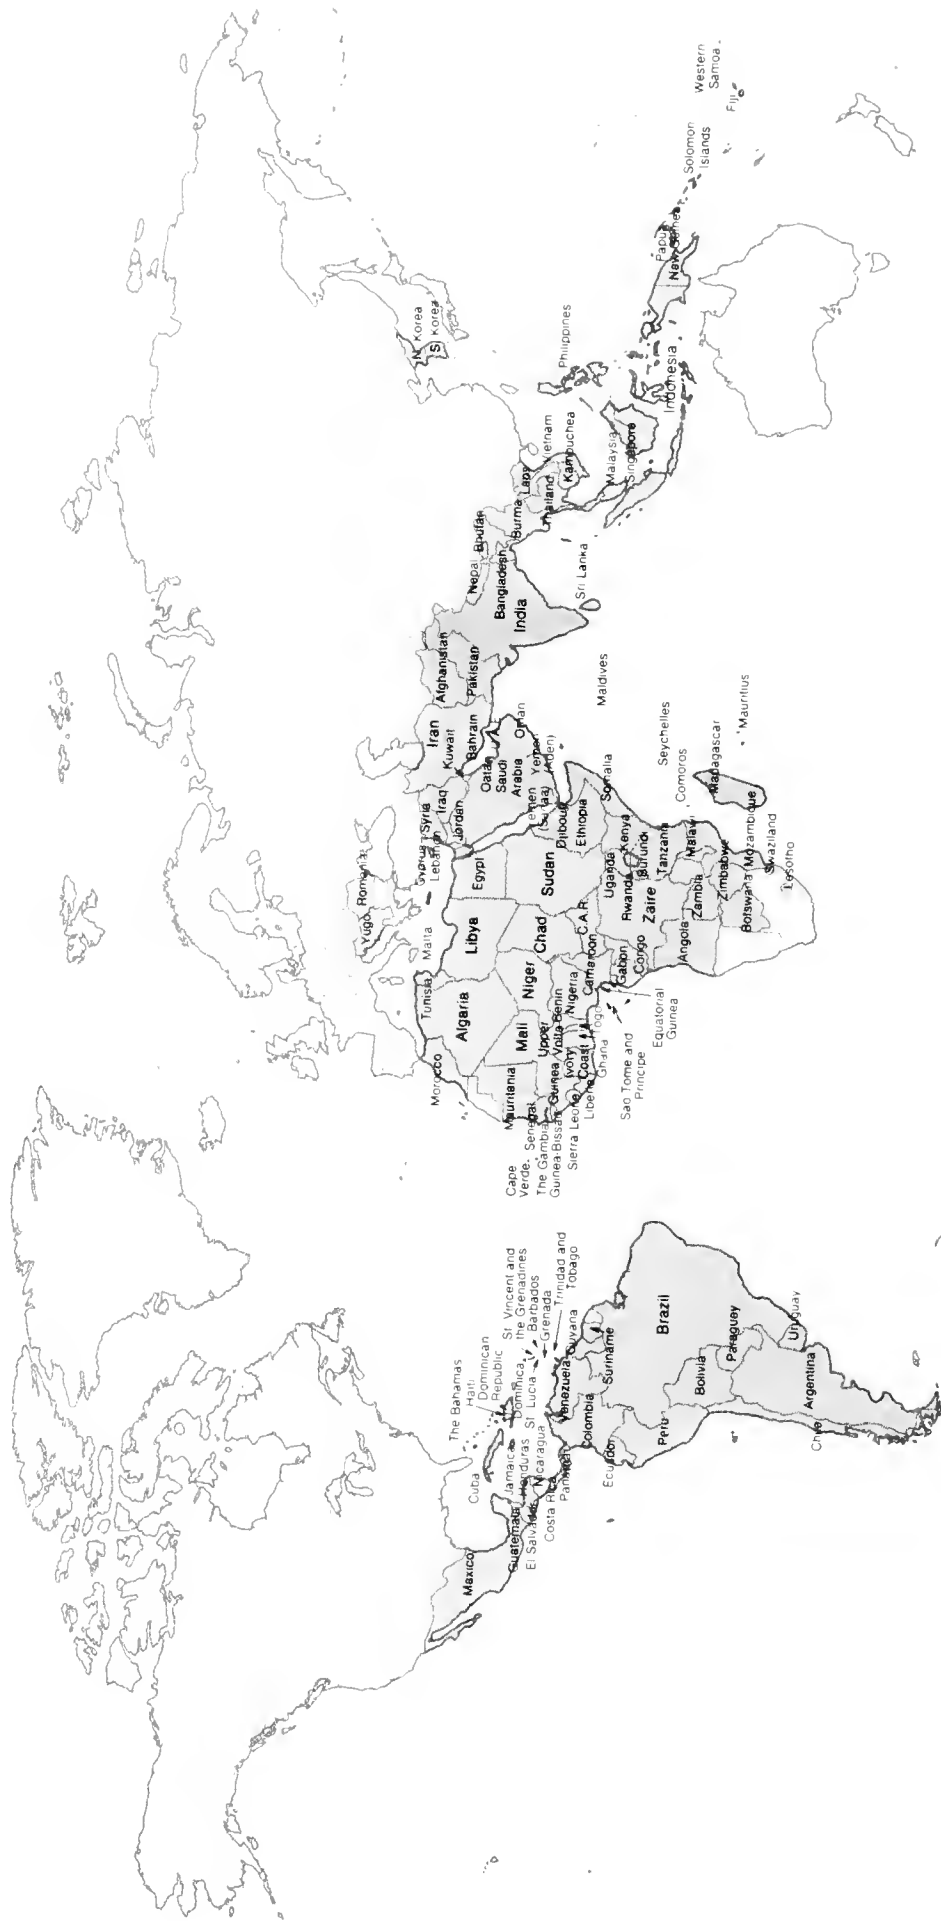 Mexico
Cuba
The Bahamas
Haiti
Dominican
Republic
Jamaica
Dominica
St Vincent and
the Grenadines
Guatemala
Honduras
St Lucia
Barbados
El Salvador
Nicaragua
Grenada
Costa Rica
Trinidad and
Tobago
Panama
Venezuela
Guyana
Colombia
Suriname
Ecuador
Peru
Brazil
Bolivia
Paraguay
Chile
Argentina
Uruguay
Yugo
Romania
Malta
Cyprus
Lebanon
Syria
Morocco
Tunisia
Algeria
Libya
Egypt
Jordan
Iraq
Iran
Kuwait
Bahrain
Qatar
U.A.E
Saudi
Arabia
Oman
Yemen
(Aden)
Yemen
(Sanaa)
Djibouti
Ethiopia
Somalia
Cape
Verde
Mauritania
Mali
Niger
Chad
Sudan
Senegal
The Gambia
Guinea-Bissau
Guinea
Upper
Volta
Benin
Nigeria
Sierra Leone
Liberia
Ivory
Coast
Ghana
Togo
Cameroon
C.A.R.
Sao Tome and
Principe
Equatorial
Guinea
Gabon
Congo
Zaire
Uganda
Rwanda
Burundi
Kenya
Tanzania
Angola
Zambia
Malawi
Zimbabwe
Mozambique
Botswana
Swaziland
Lesotho
Seychelles
Comoros
Madagascar
Mauritius
Maldives
Afghanistan
Pakistan
Nepal
Bhutan
Bangladesh
India
Sri Lanka
Burma
Laos
Thailand
Vietnam
Kampuchea
N Korea
S Korea
Philippines
Malaysia
Singapore
Indonesia
Papua
New Guinea
Solomon
Islands
Western
Samoa
Fiji